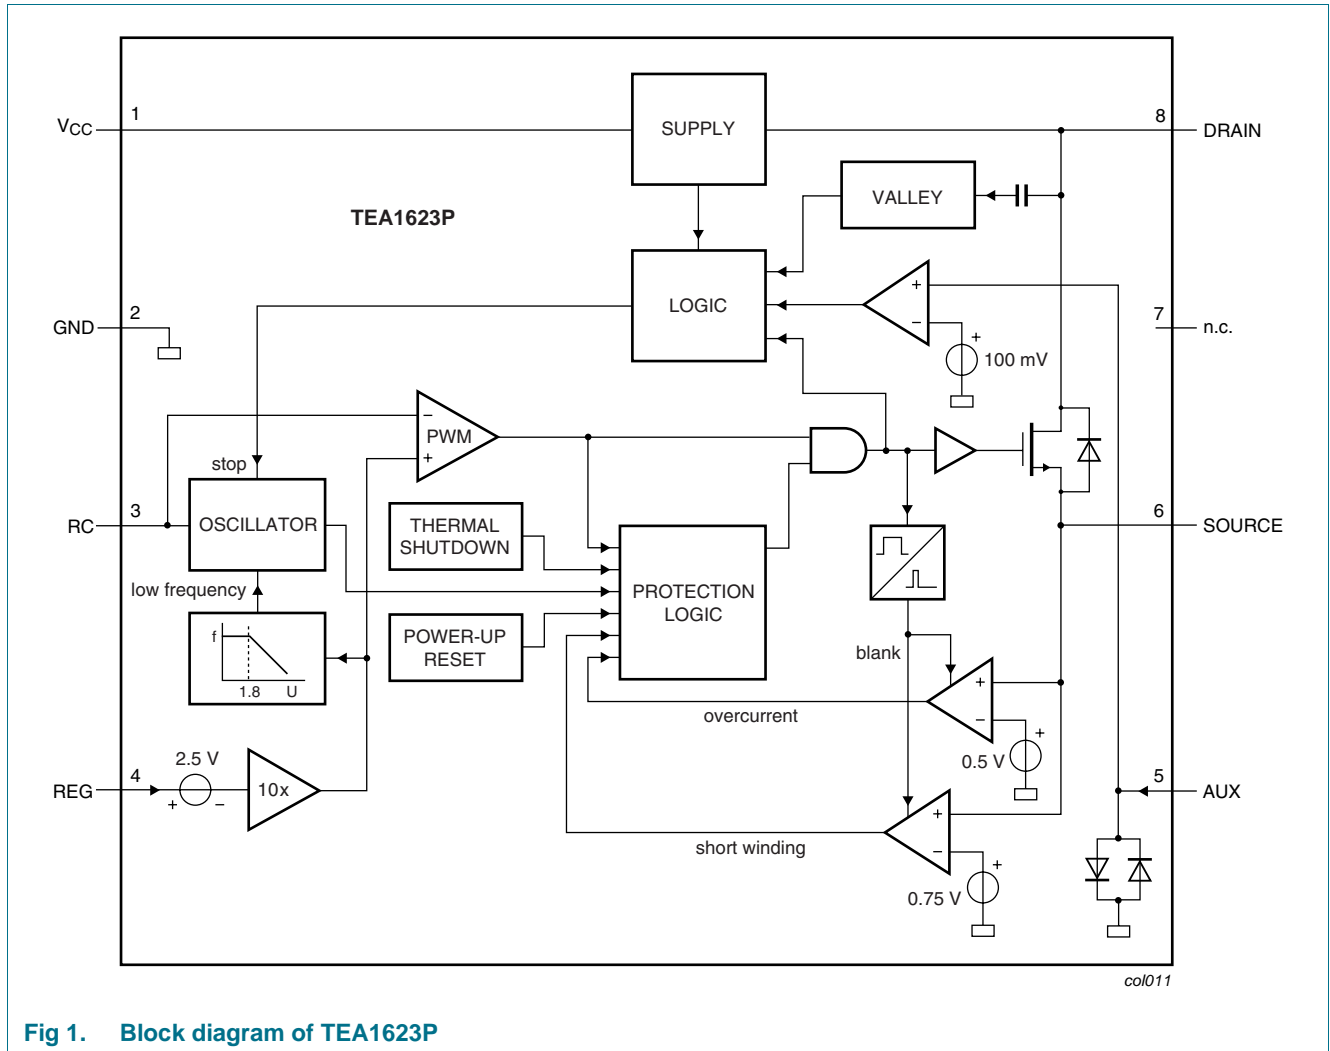 1
VCC
SUPPLY
8
DRAIN
VALLEY
TEA1623P
2
GND
LOGIC
+
−
+
100 mV
7
n.c.
−
PWM
+
stop
3
RC
OSCILLATOR
THERMAL
SHUTDOWN
6
SOURCE
low frequency
PROTECTION
LOGIC
f
1.8
U
POWER-UP
RESET
blank
+
−
overcurrent
+
0.5 V
2.5 V
4
REG
+
−
10x
5
AUX
+
−
short winding
+
0.75 V
col011
Fig 1. Block diagram of TEA1623P